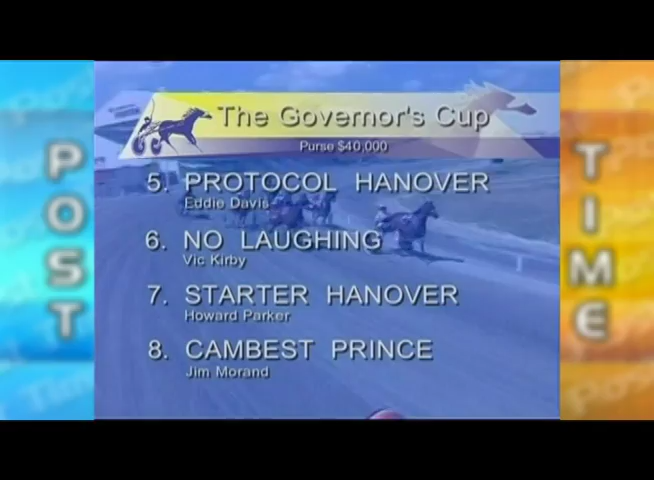 The Governor's Cup
Purse $40,000
5. PROTOCOL HANOVER
Eddie Davis
6. NO LAUGHING
Vic Kirby
7. STARTER HANOVER
Howard Parker
8. CAMBEST PRINCE
Jim Morand
POST
TIME